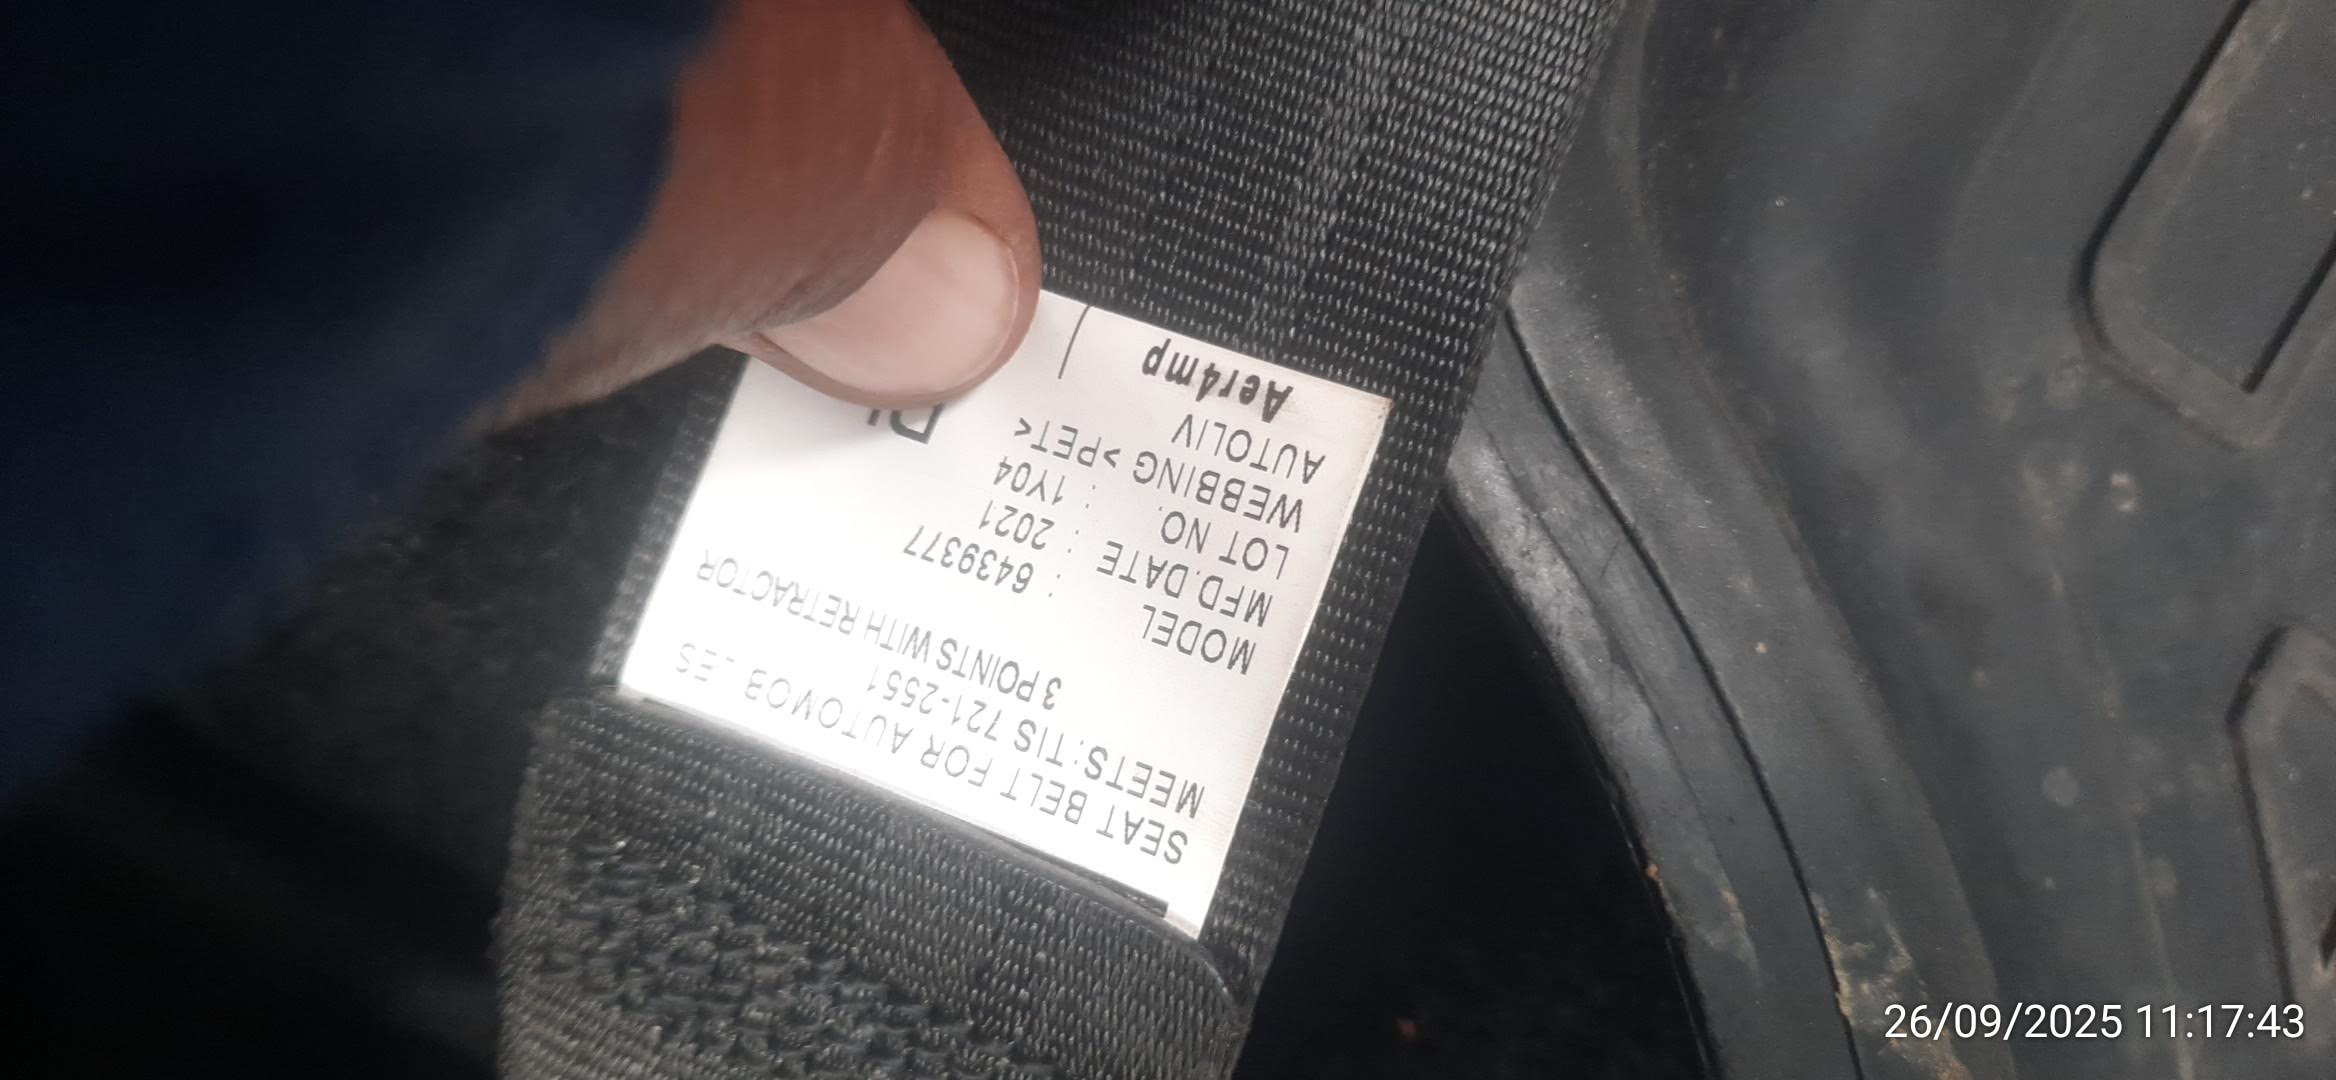 SEAT BELT FOR AUTOMOB_ES
MEETS:TIS 721-2551
3 POINTS WITH RETRACTOR
MODEL : 6439377
MFD.DATE : 2021
LOT NO. : 1Y04
WEBBING >PET<
AUTOLIV
Aer4mp
26/09/2025 11:17:43